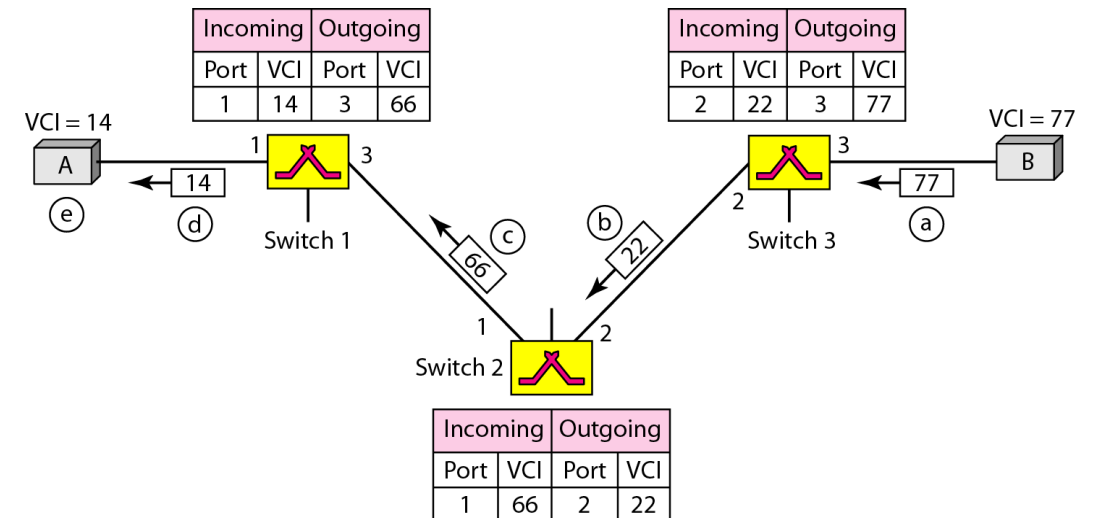 Incoming Outgoing
Port VCI Port VCI
1 14 3 66
Incoming Outgoing
Port VCI Port VCI
2 22 3 77
VCI = 14
VCI = 77
A
1
3
14
e
d
Switch 1
c
66
b
22
2
3
Switch 3
77
a
B
1
2
Switch 2
Incoming Outgoing
Port VCI Port VCI
1 66 2 22